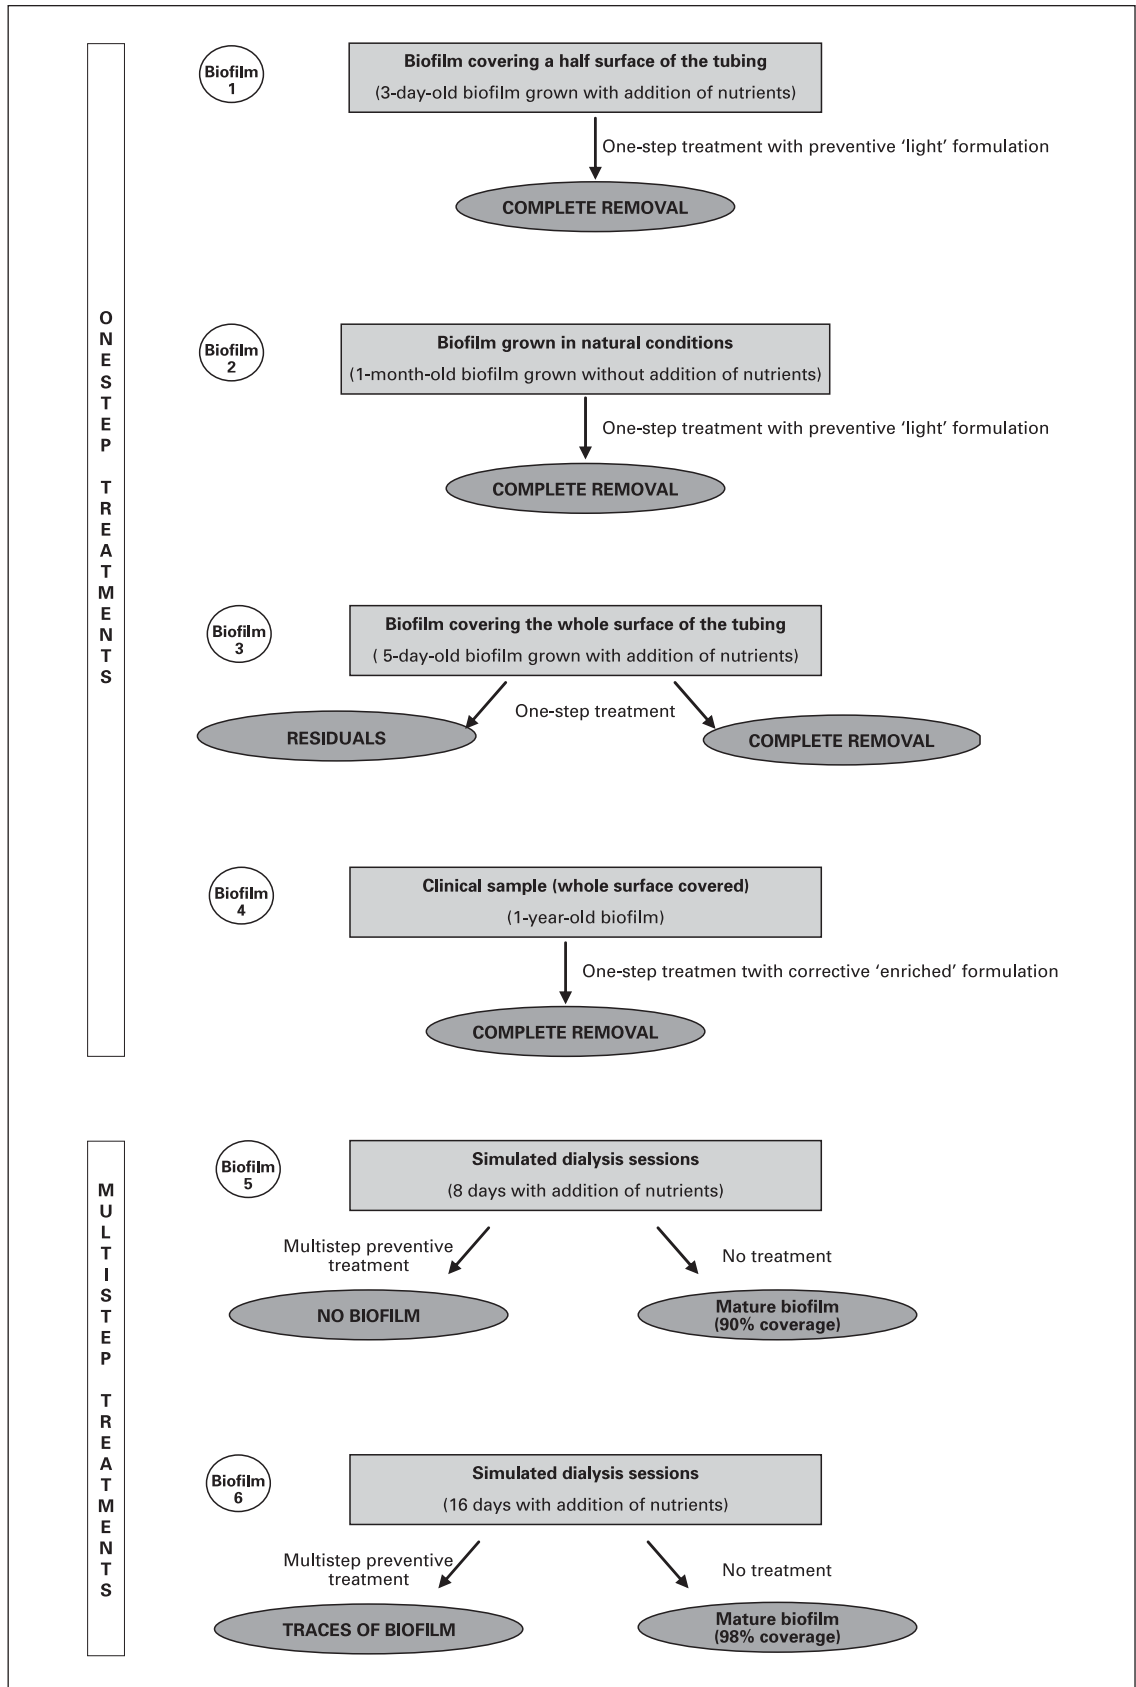 ONESTEP TREATMENTS
Biofilm
1
Biofilm covering a half surface of the tubing
(3-day-old biofilm grown with addition of nutrients)
One-step treatment with preventive ‘light’ formulation
COMPLETE REMOVAL
Biofilm
2
Biofilm grown in natural conditions
(1-month-old biofilm grown without addition of nutrients)
One-step treatment with preventive ‘light’ formulation
COMPLETE REMOVAL
Biofilm
3
Biofilm covering the whole surface of the tubing
( 5-day-old biofilm grown with addition of nutrients)
One-step treatment
RESIDUALS
COMPLETE REMOVAL
Biofilm
4
Clinical sample (whole surface covered)
(1-year-old biofilm)
One-step treatmen twith corrective ‘enriched’ formulation
COMPLETE REMOVAL
MULTISTEP TREATMENTS
Biofilm
5
Simulated dialysis sessions
(8 days with addition of nutrients)
Multistep preventive
treatment
No treatment
NO BIOFILM
Mature biofilm
(90% coverage)
Biofilm
6
Simulated dialysis sessions
(16 days with addition of nutrients)
Multistep preventive
treatment
No treatment
TRACES OF BIOFILM
Mature biofilm
(98% coverage)